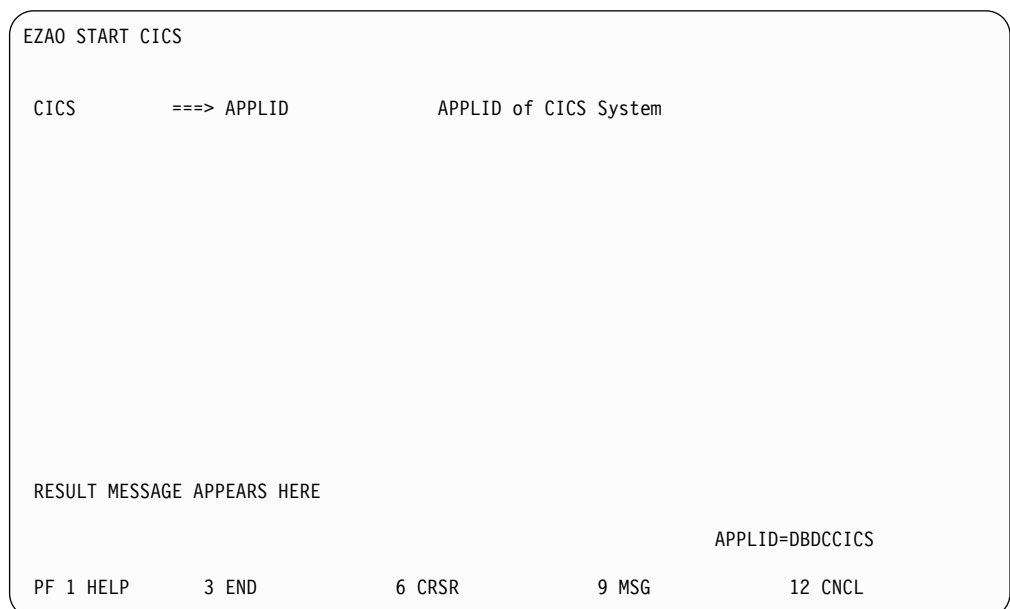 EZAO START CICS
CICS ===> APPLID APPLID of CICS System
RESULT MESSAGE APPEARS HERE
APPLID=DBDCCICS
PF 1 HELP 3 END 6 CRSR 9 MSG 12 CNCL